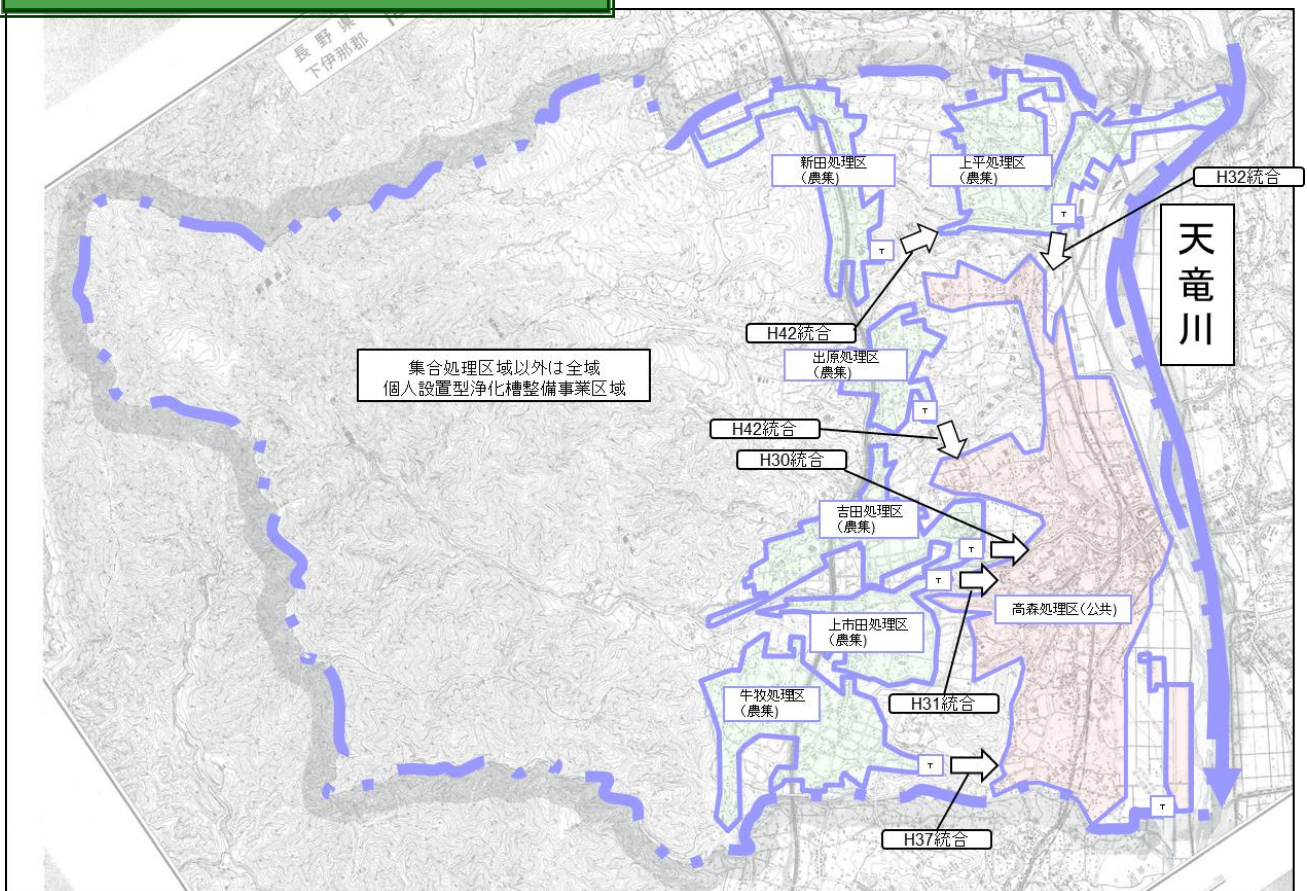 長野県
下伊那郡
新田処理区
（農集）
上平処理区
（農集）
H32統合
天竜川
T
T
H42統合
出原処理区
（農集）
集合処理区域以外は全域
個人設置型浄化槽整備事業区域
T
H42統合
H30統合
吉田処理区
（農集）
T
T
高森処理区（公共）
上市田処理区
（農集）
牛牧処理区
（農集）
H31統合
T
T
H37統合